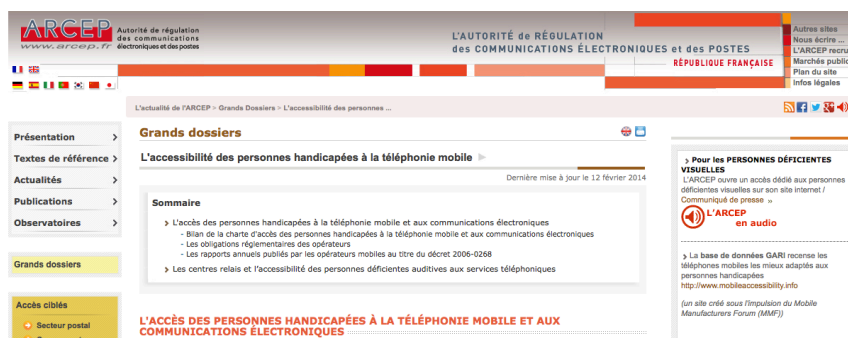 ARCEP
www.arcep.fr
Autorité de régulation
des communications
électroniques et des postes
L'AUTORITÉ de RÉGULATION
des COMMUNICATIONS ÉLECTRONIQUES et des POSTES
RÉPUBLIQUE FRANÇAISE
Autres sites
Nous écrire ...
L'ARCEP recru
Marchés public
Plan du site
Infos légales
L'actualité de l'ARCEP > Grands Dossiers > L'accessibilité des personnes ...
Présentation
Textes de référence
Actualités
Publications
Observatoires
Grands dossiers
Accès ciblés
Secteur postal
Grands dossiers
L'accessibilité des personnes handicapées à la téléphonie mobile
Dernière mise à jour le 12 février 2014
Sommaire
L'accès des personnes handicapées à la téléphonie mobile et aux communications électroniques
- Bilan de la charte d'accès des personnes handicapées à la téléphonie mobile et aux communications électroniques
- Les obligations réglementaires des opérateurs
- Les rapports annuels publiés par les opérateurs mobiles au titre du décret 2006-0268
Les centres relais et l'accessibilité des personnes déficientes auditives aux services téléphoniques
L'ACCÈS DES PERSONNES HANDICAPÉES À LA TÉLÉPHONIE MOBILE ET AUX
COMMUNICATIONS ÉLECTRONIQUES
Pour les PERSONNES DÉFICIENTES
VISUELLES
L'ARCEP ouvre un accès dédié aux personnes
déficientes visuelles sur son site internet /
Communiqué de presse »
L'ARCEP
en audio
La base de données GARI recense les
téléphones mobiles les mieux adaptés aux
personnes handicapées
http://www.mobileaccessibility.info
(un site créé sous l'impulsion du Mobile
Manufacturers Forum (MMF))